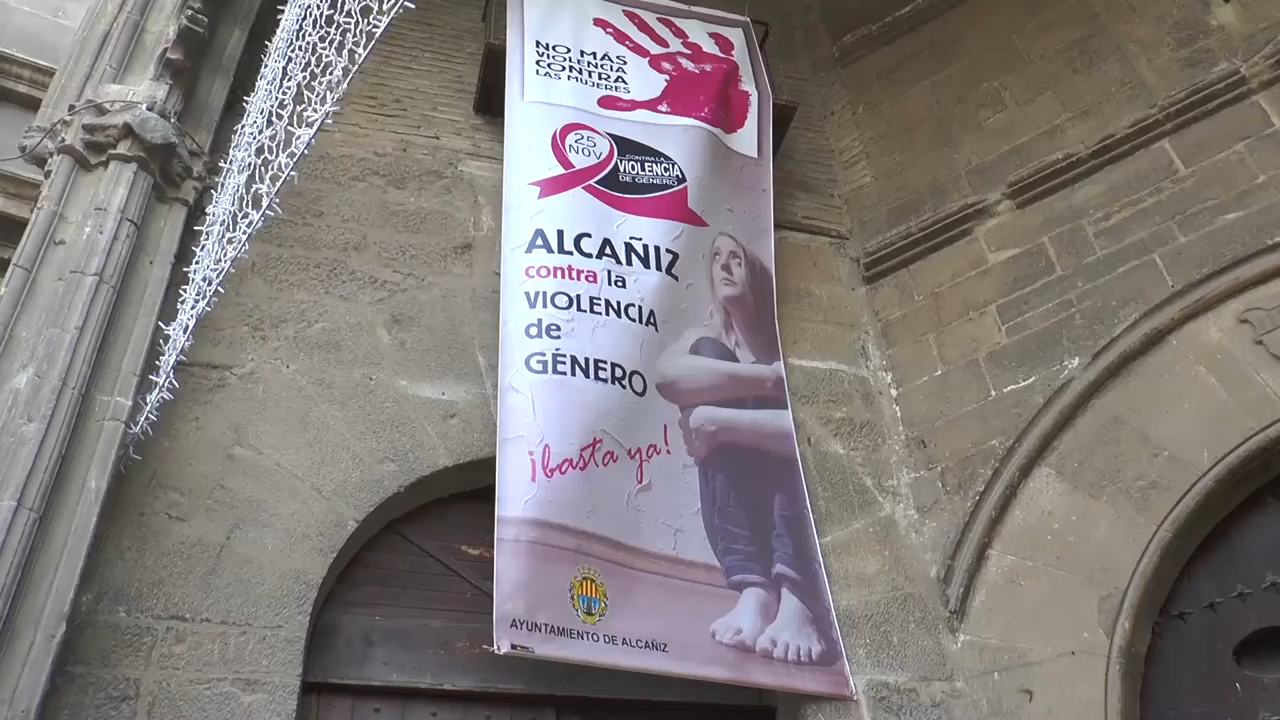 NO MÁS
VIOLENCIA
CONTRA
LAS MUJERES
25
NOV
CONTRA LA
VIOLENCIA
DE GÉNERO
ALCAÑIZ
contra la
VIOLENCIA
de
GÉNERO
¡basta ya!
AYUNTAMIENTO DE ALCAÑIZ